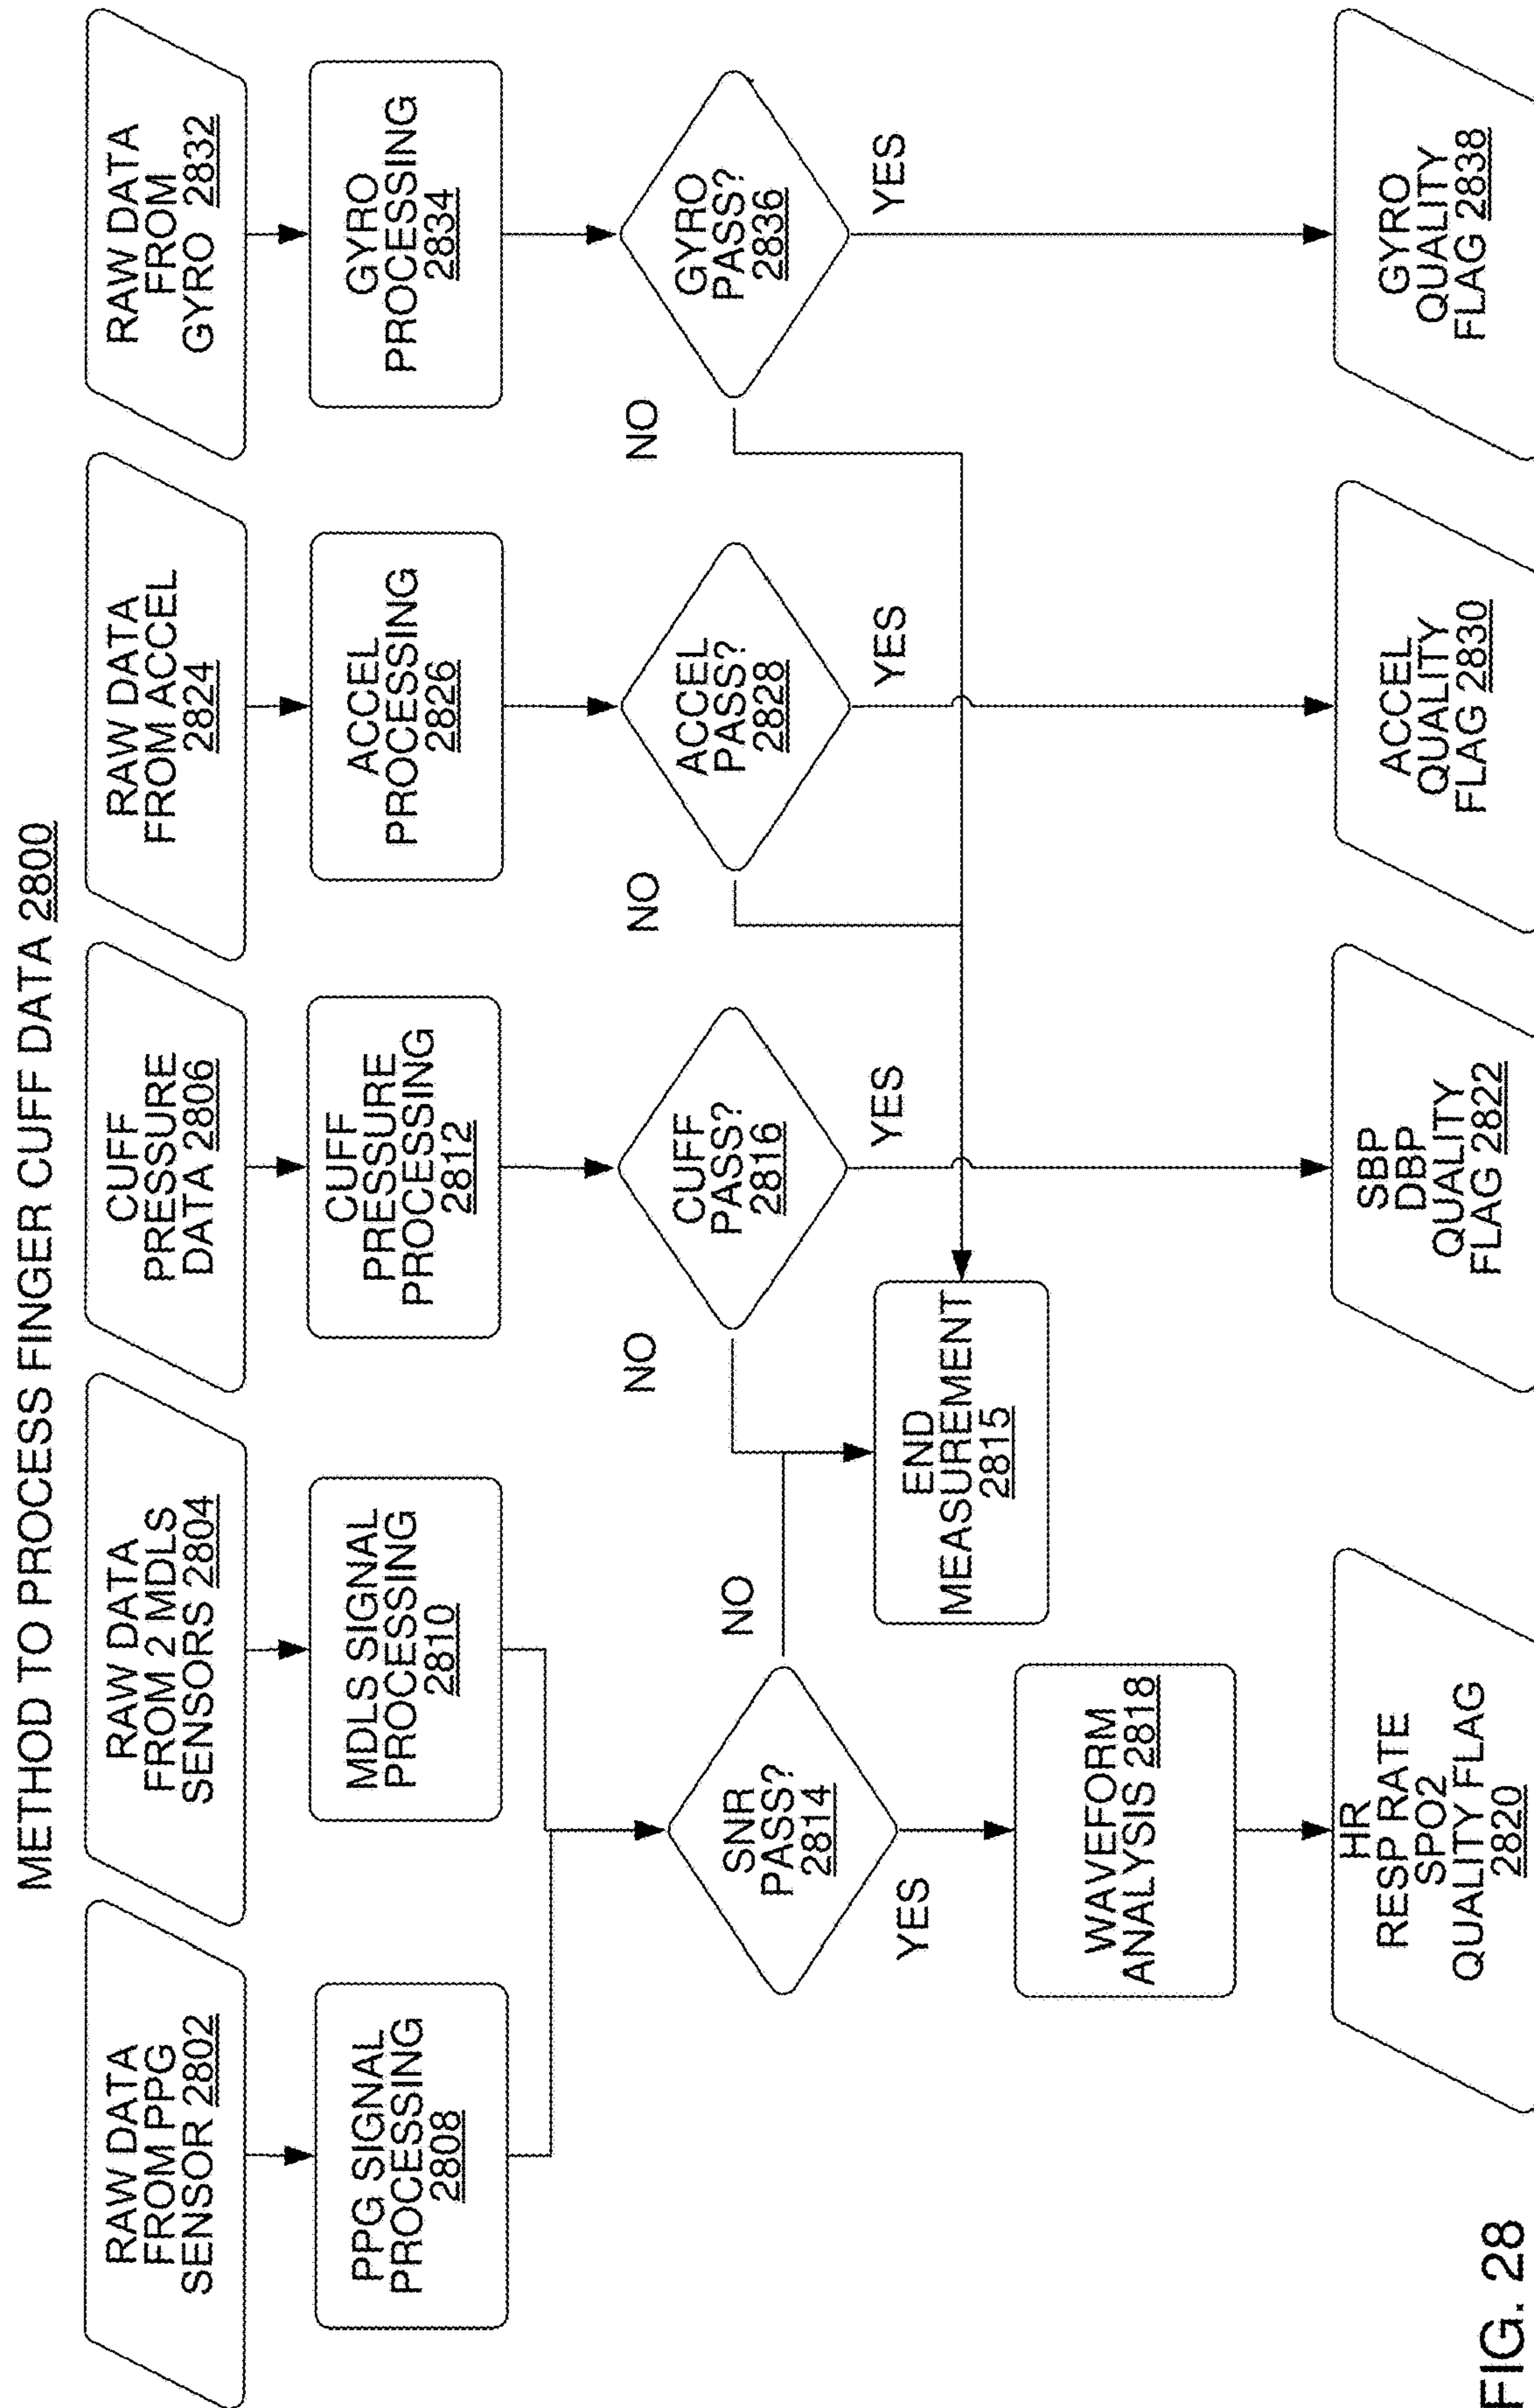 METHOD TO PROCESS FINGER CUFF DATA 2800
RAW DATA
FROM PPG
SENSOR 2802
RAW DATA
FROM 2 MDLS
SENSORS 2804
CUFF
PRESSURE
DATA 2806
RAW DATA
FROM ACCEL
2824
RAW DATA
FROM
GYRO 2832
PPG SIGNAL
PROCESSING
2808
MDLS SIGNAL
PROCESSING
2810
CUFF
PRESSURE
PROCESSING
2812
ACCEL
PROCESSING
2826
GYRO
PROCESSING
2834
SNR
PASS?
2814
NO
YES
CUFF
PASS?
2816
NO
YES
ACCEL
PASS?
2828
NO
YES
GYRO
PASS?
2836
NO
YES
END
MEASUREMENT
2815
WAVEFORM
ANALYSIS 2818
HR
RESP RATE
SPO2
QUALITY FLAG
2820
SBP
DBP
QUALITY
FLAG 2822
ACCEL
QUALITY
FLAG 2830
GYRO
QUALITY
FLAG 2838
FIG. 28